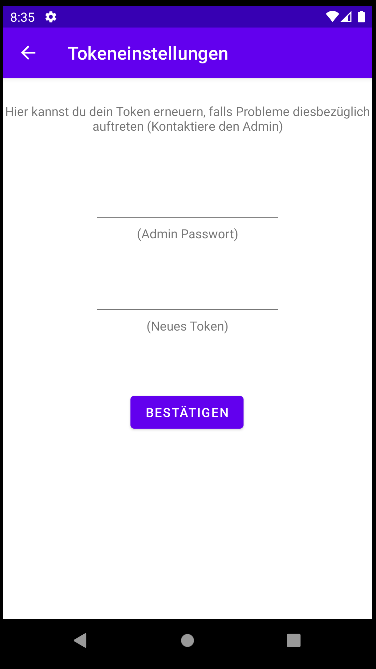 8:35
Tokeneinstellungen
Hier kannst du dein Token erneuern, falls Probleme diesbezüglich
auftreten (Kontaktiere den Admin)
(Admin Passwort)
(Neues Token)
BESTÄTIGEN